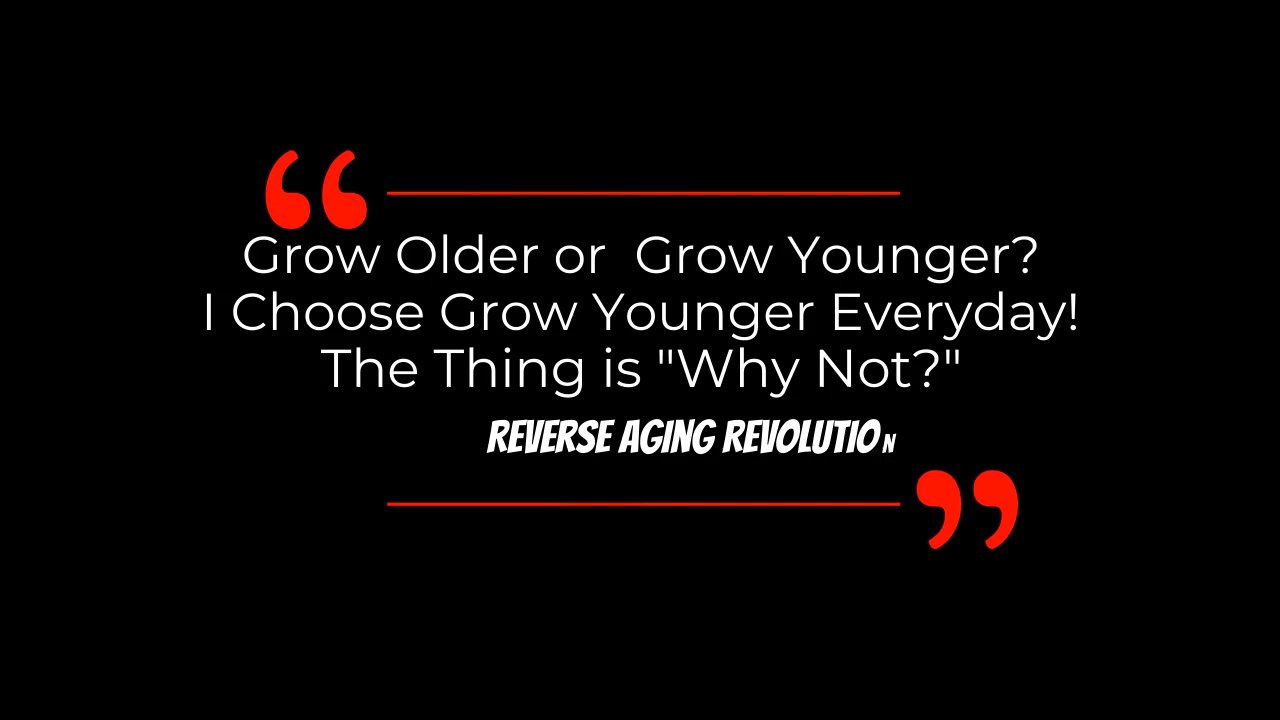 Grow Older or  Grow Younger?
I Choose Grow Younger Everyday!
The Thing is "Why Not?"
REVERSE AGING REVOLUTION